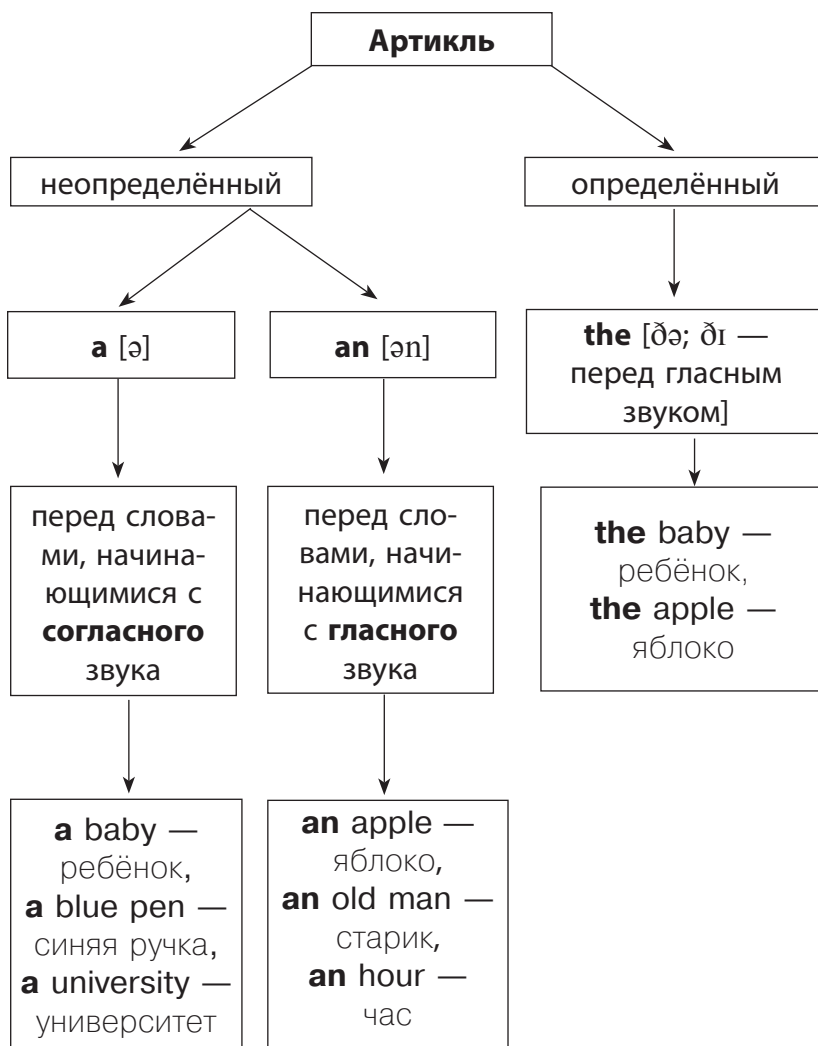 Артикль
неопределённый
определённый
a [ə]
an [ən]
the [ðə; ðɪ —
перед гласным
звуком]
перед слова-
ми, начина-
ющимися с
согласного
звука
перед сло-
вами, начи-
нающимися
с гласного
звука
the baby —
ребёнок,
the apple —
яблоко
a baby —
ребёнок,
a blue pen —
синяя ручка,
a university —
университет
an apple —
яблоко,
an old man —
старик,
an hour —
час